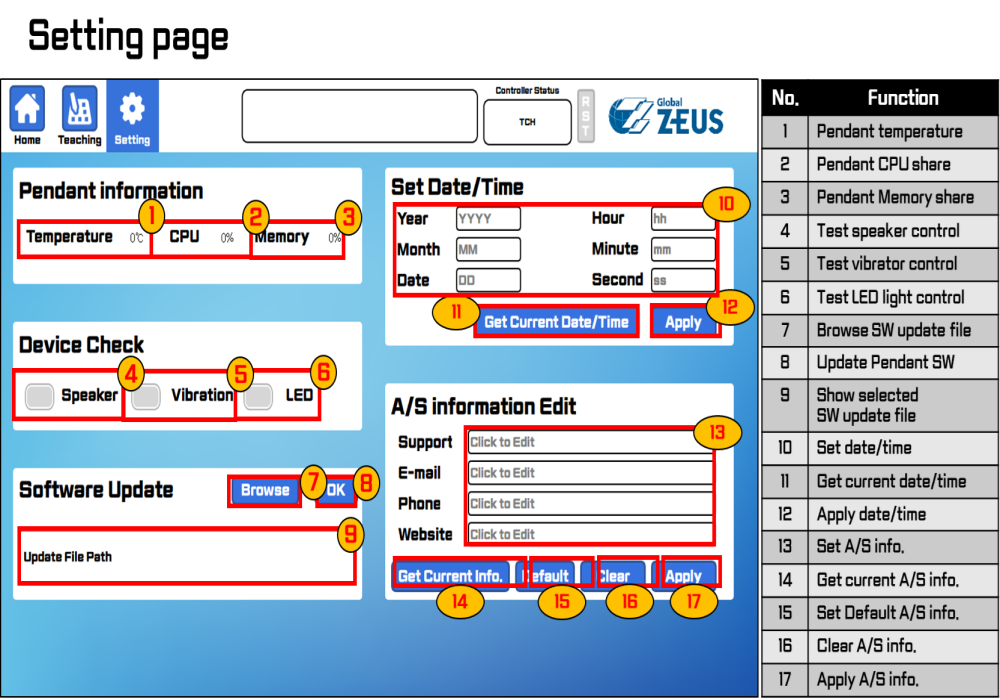 Setting page
Home
Teaching
Setting
Controller Status
TCH
RST
Global
ZEUS
Pendant information
1
2
3
Temperature 0℃ CPU 0% Memory 0%
Device Check
4
5
6
Speaker Vibration LED
Software Update Browse 7 OK 8
9
Update File Path
Set Date/Time
10
Year YYYY Hour hh
Month MM Minute mm
Date DD Second ss
11
12
Get Current Date/Time Apply
A/S information Edit
13
Support Click to Edit
E-mail Click to Edit
Phone Click to Edit
Website Click to Edit
Get Current Info. Default Clear Apply
14 15 16 17
No. Function
1 Pendant temperature
2 Pendant CPU share
3 Pendant Memory share
4 Test speaker control
5 Test vibrator control
6 Test LED light control
7 Browse SW update file
8 Update Pendant SW
9 Show selected
SW update file
10 Set date/time
11 Get current date/time
12 Apply date/time
13 Set A/S info.
14 Get current A/S info.
15 Set Default A/S info.
16 Clear A/S info.
17 Apply A/S info.